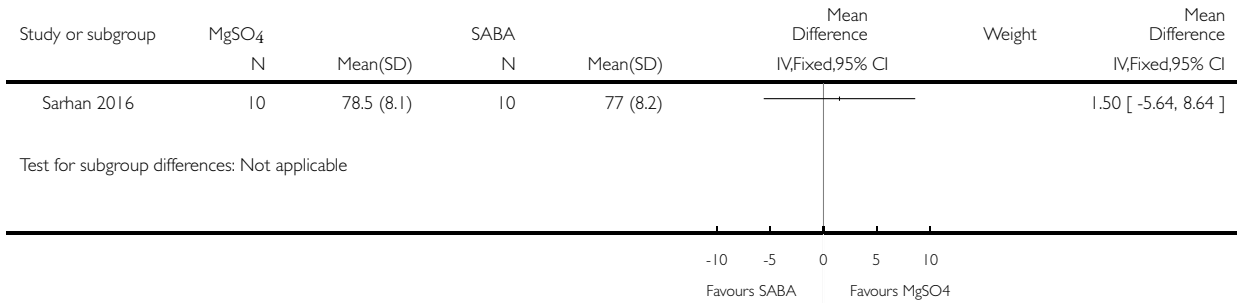 Study or subgroup MgSO4 SABA Mean Difference Weight Mean Difference
N Mean(SD) N Mean(SD) IV,Fixed,95% CI IV,Fixed,95% CI
Sarhan 2016 10 78.5 (8.1) 10 77 (8.2) 1.50 [ -5.64, 8.64 ]
Test for subgroup differences: Not applicable
-10 -5 0 5 10
Favours SABA Favours MgSO4